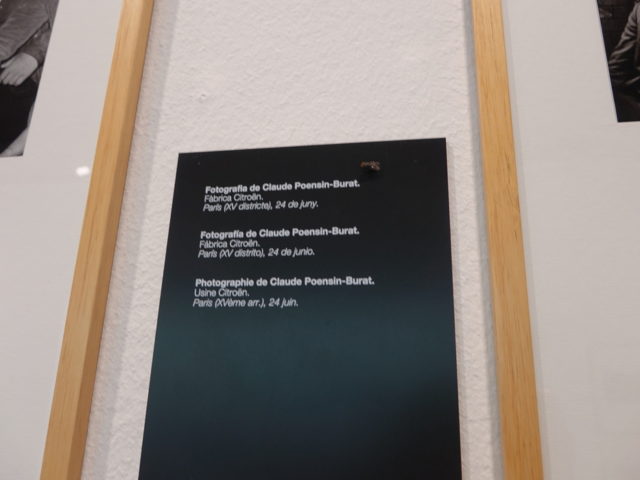 Fotografia de Claude Poensin-Burat.
Fàbrica Citroën.
París (XV districte), 24 de juny.
Fotografía de Claude Poensin-Burat.
Fábrica Citroën.
París (XV distrito), 24 de junio.
Photographie de Claude Poensin-Burat.
Usine Citroën.
Paris (XVème arr.), 24 juin.